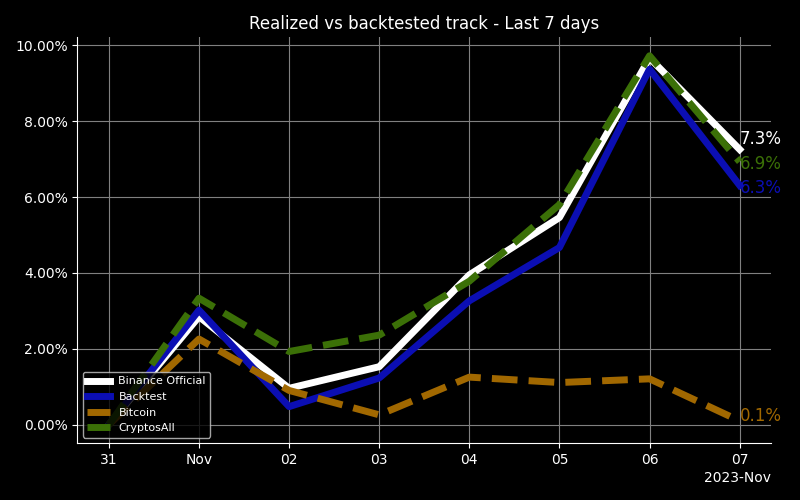 Realized vs backtested track - Last 7 days
10.00%
8.00%
6.00%
4.00%
2.00%
0.00%
7.3%
6.9%
6.3%
0.1%
Binance Official
Backtest
Bitcoin
CryptosAll
31 Nov 02 03 04 05 06 07
2023-Nov